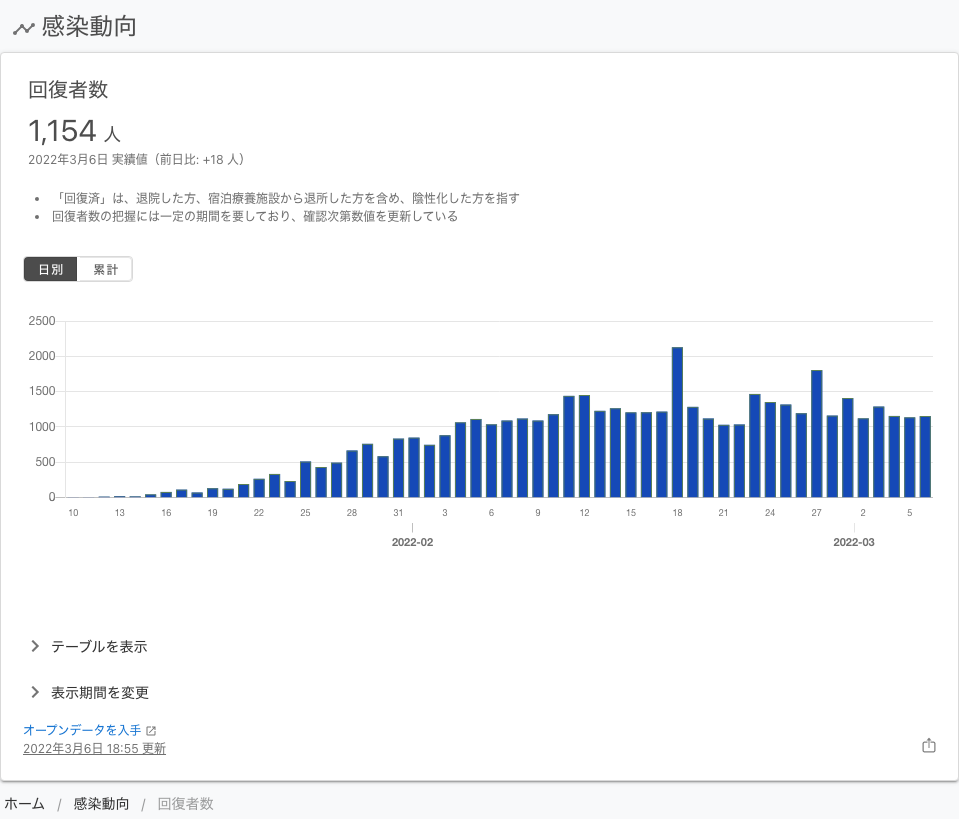 感染動向
回復者数
1,154 人
2022年3月6日 実績値（前日比: +18 人）
「回復済」は、退院した方、宿泊療養施設から退所した方を含め、陰性化した方を指す
回復者数の把握には一定の期間を要しており、確認次第数値を更新している
日別 累計
2500
2000
1500
1000
500
0
10 13 16 19 22 25 28 31 3 6 9 12 15 18 21 24 27 2 5
2022-02 2022-03
テーブルを表示
表示期間を変更
オープンデータを入手
2022年3月6日 18:55 更新
ホーム / 感染動向 / 回復者数